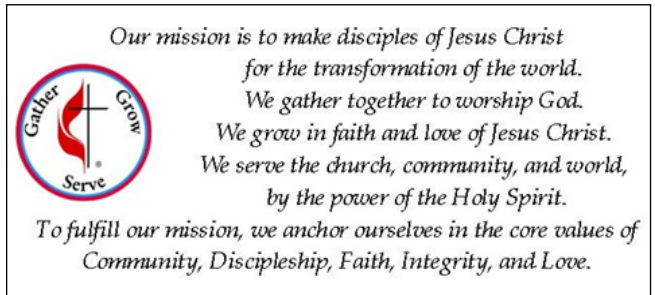 Our mission is to make disciples of Jesus Christ
for the transformation of the world.
We gather together to worship God.
We grow in faith and love of Jesus Christ.
We serve the church, community, and world,
by the power of the Holy Spirit.
To fulfill our mission, we anchor ourselves in the core values of
Community, Discipleship, Faith, Integrity, and Love.
Gather
Grow
Serve
®